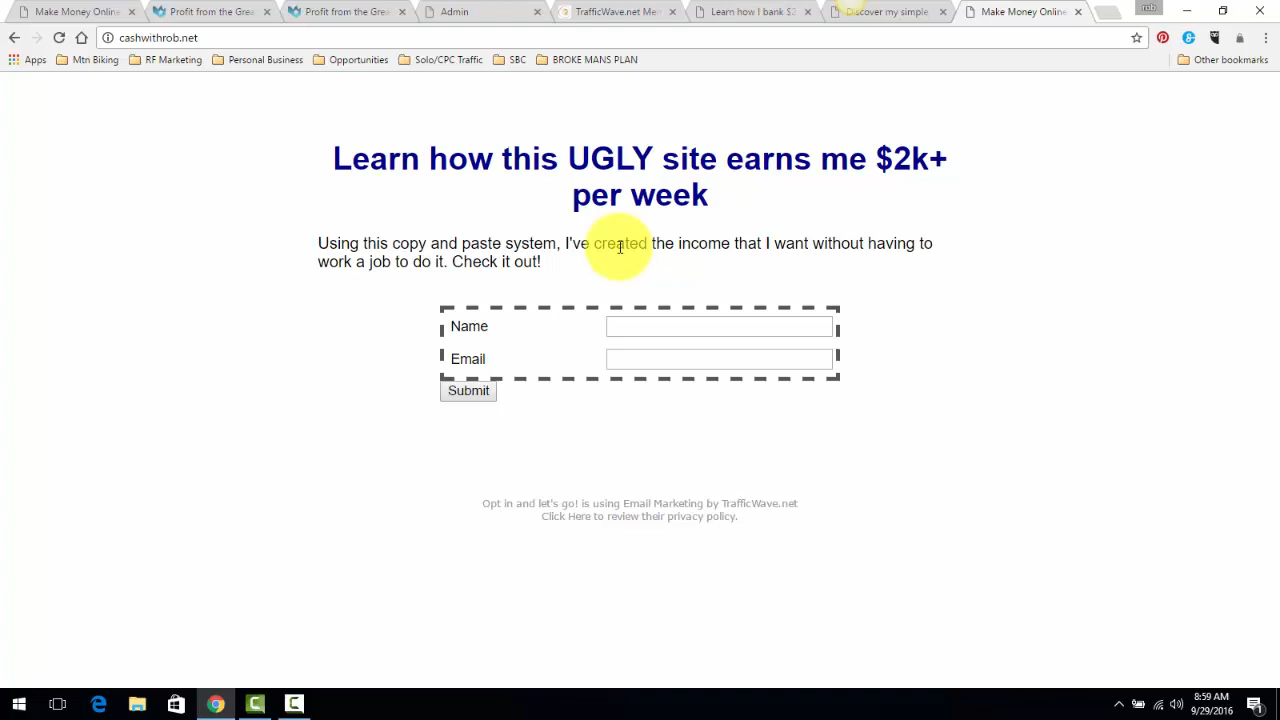 Make Money Online
Profit from the Grea
Profit from the Grea
Admin
TrafficWave.net Mem
Learn how I bank $2
Discover my simple
Make Money Online
rob
cashwithrob.net
Apps
Mtn Biking
RF Marketing
Personal Business
Opportunities
Solo/CPC Traffic
SBC
BROKE MANS PLAN
Other bookmarks
Learn how this UGLY site earns me $2k+
per week
Using this copy and paste system, I've created the income that I want without having to
work a job to do it. Check it out!
Name
Email
Submit
Opt in and let's go! is using Email Marketing by TrafficWave.net
Click Here to review their privacy policy.
8:59 AM
9/29/2016
1